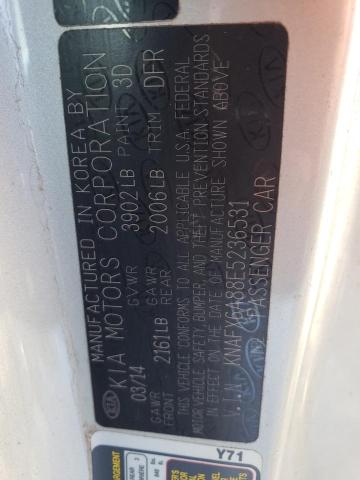 MANUFACTURED IN KOREA BY
KIA MOTORS CORPORATION
03/14 GVWR 3902LB PAINT 3D
GAWR FRONT 2161LB GAWR REAR 2006LB TRIM DFR
THIS VEHICLE CONFORMS TO ALL APPLICABLE U.S.A. FEDERAL
MOTOR VEHICLE SAFETY, BUMPER, AND THEFT PREVENTION STANDARDS
IN EFFECT ON THE DATE OF MANUFACTURE SHOWN ABOVE
V.I.N.
PASSENGER CAR
KIA
Y71